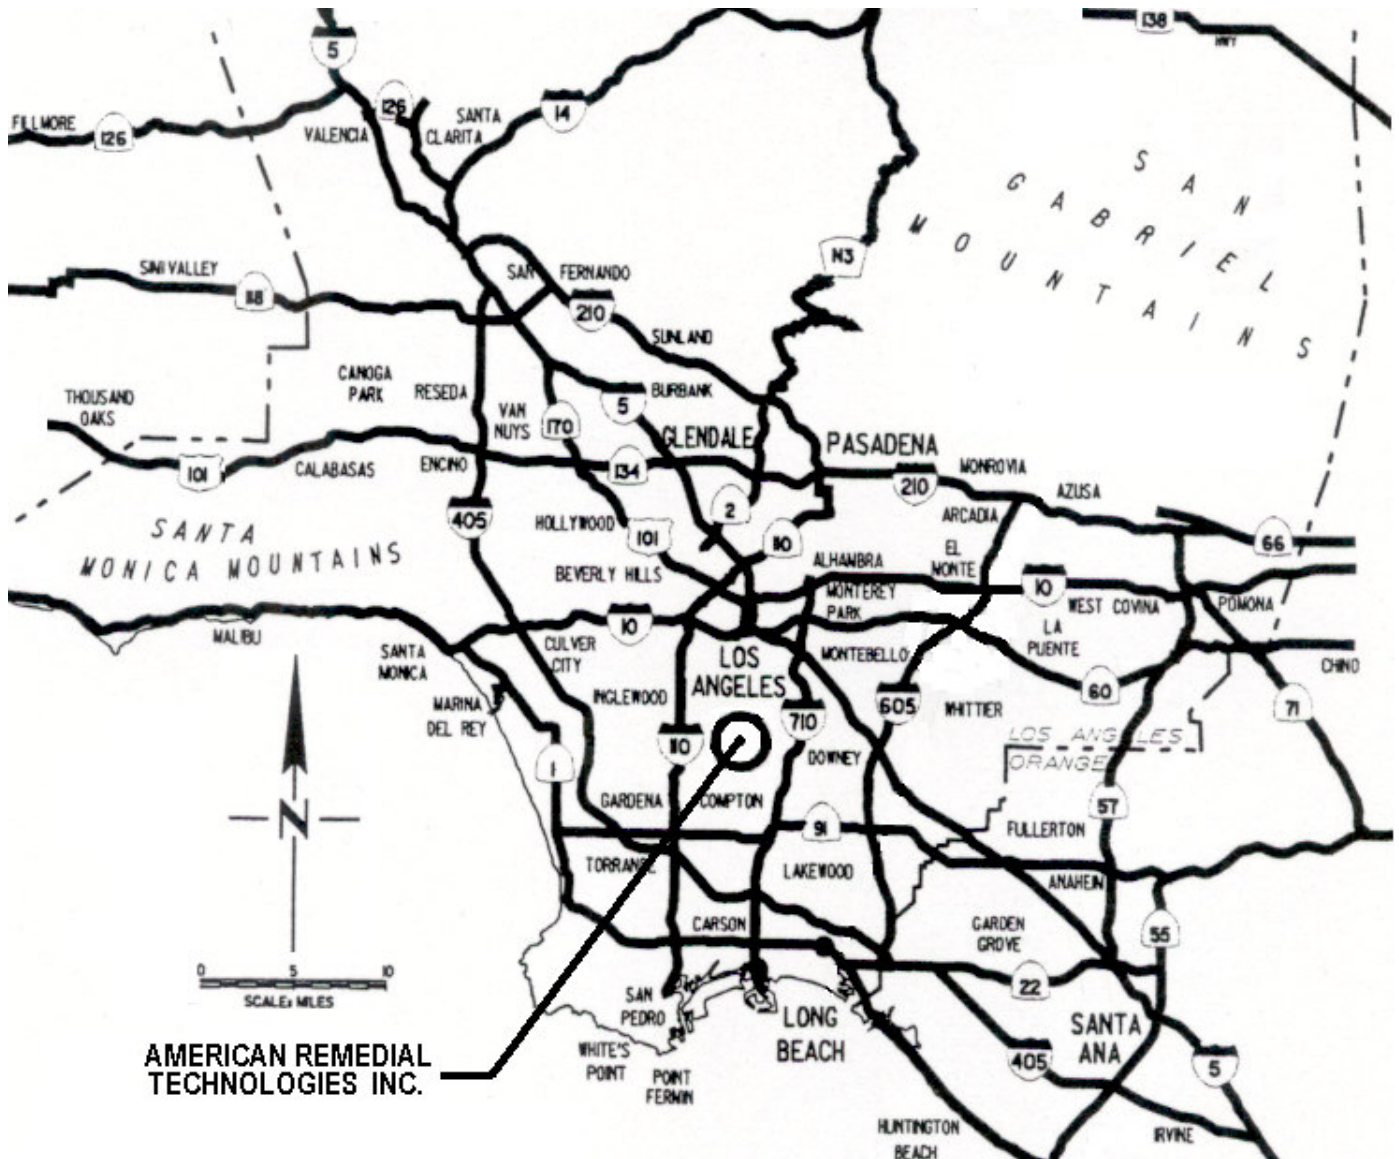 138
HWY
5
126
SANTA
CLARITA
14
FILLMORE
126
VALENCIA
SAN
GABRIEL
MOUNTAINS
N3
SIMI VALLEY
118
SAN FERNANDO
210
SUNLAND
CANOGA
PARK
RESEDA
BURBANK
5
THOUSAND
OAKS
VAN
NUYS
170
GLENDALE
PASADENA
101
CALABASAS
ENCINO
134
210
MONROVIA
AZUSA
ARCADIA
405
HOLLYWOOD
2
101
110
66
SANTA
MONICA MOUNTAINS
BEVERLY HILLS
ALHAMBRA
EL
MONTE
10
MONTEREY
PARK
WEST COVINA
POMONA
MALIBU
10
SANTA
MONICA
CULVER
CITY
LOS
ANGELES
MONTEBELLO
LA
PUENTE
60
CHINO
71
MARINA
DEL REY
INGLEWOOD
710
605
WHITTIER
LOS ANGELES
ORANGE
110
DOWNEY
1
GARDENA
COMPTON
57
N
91
FULLERTON
TORRANCE
LAKEWOOD
ANAHEIM
CARSON
GARDEN
GROVE
55
0 5 10
SCALE: MILES
22
SAN
PEDRO
LONG
BEACH
SANTA
ANA
405
5
WHITE'S
POINT
POINT
FERMIN
AMERICAN REMEDIAL
TECHNOLOGIES INC.
HUNTINGTON
BEACH
IRVINE